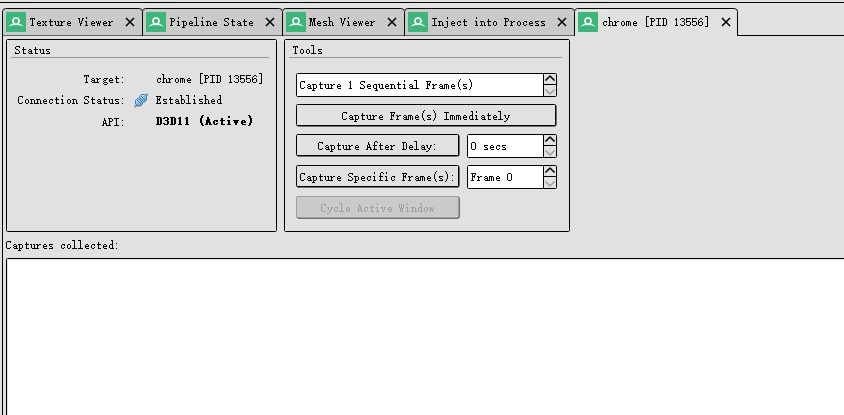 Texture Viewer Pipeline State Mesh Viewer Inject into Process chrome [PID 13556]
Status
Target: chrome [PID 13556]
Connection Status: Established
API: D3D11 (Active)
Tools
Capture 1 Sequential Frame(s)
Capture Frame(s) Immediately
Capture After Delay: 0 secs
Capture Specific Frame(s): Frame 0
Cycle Active Window
Captures collected: